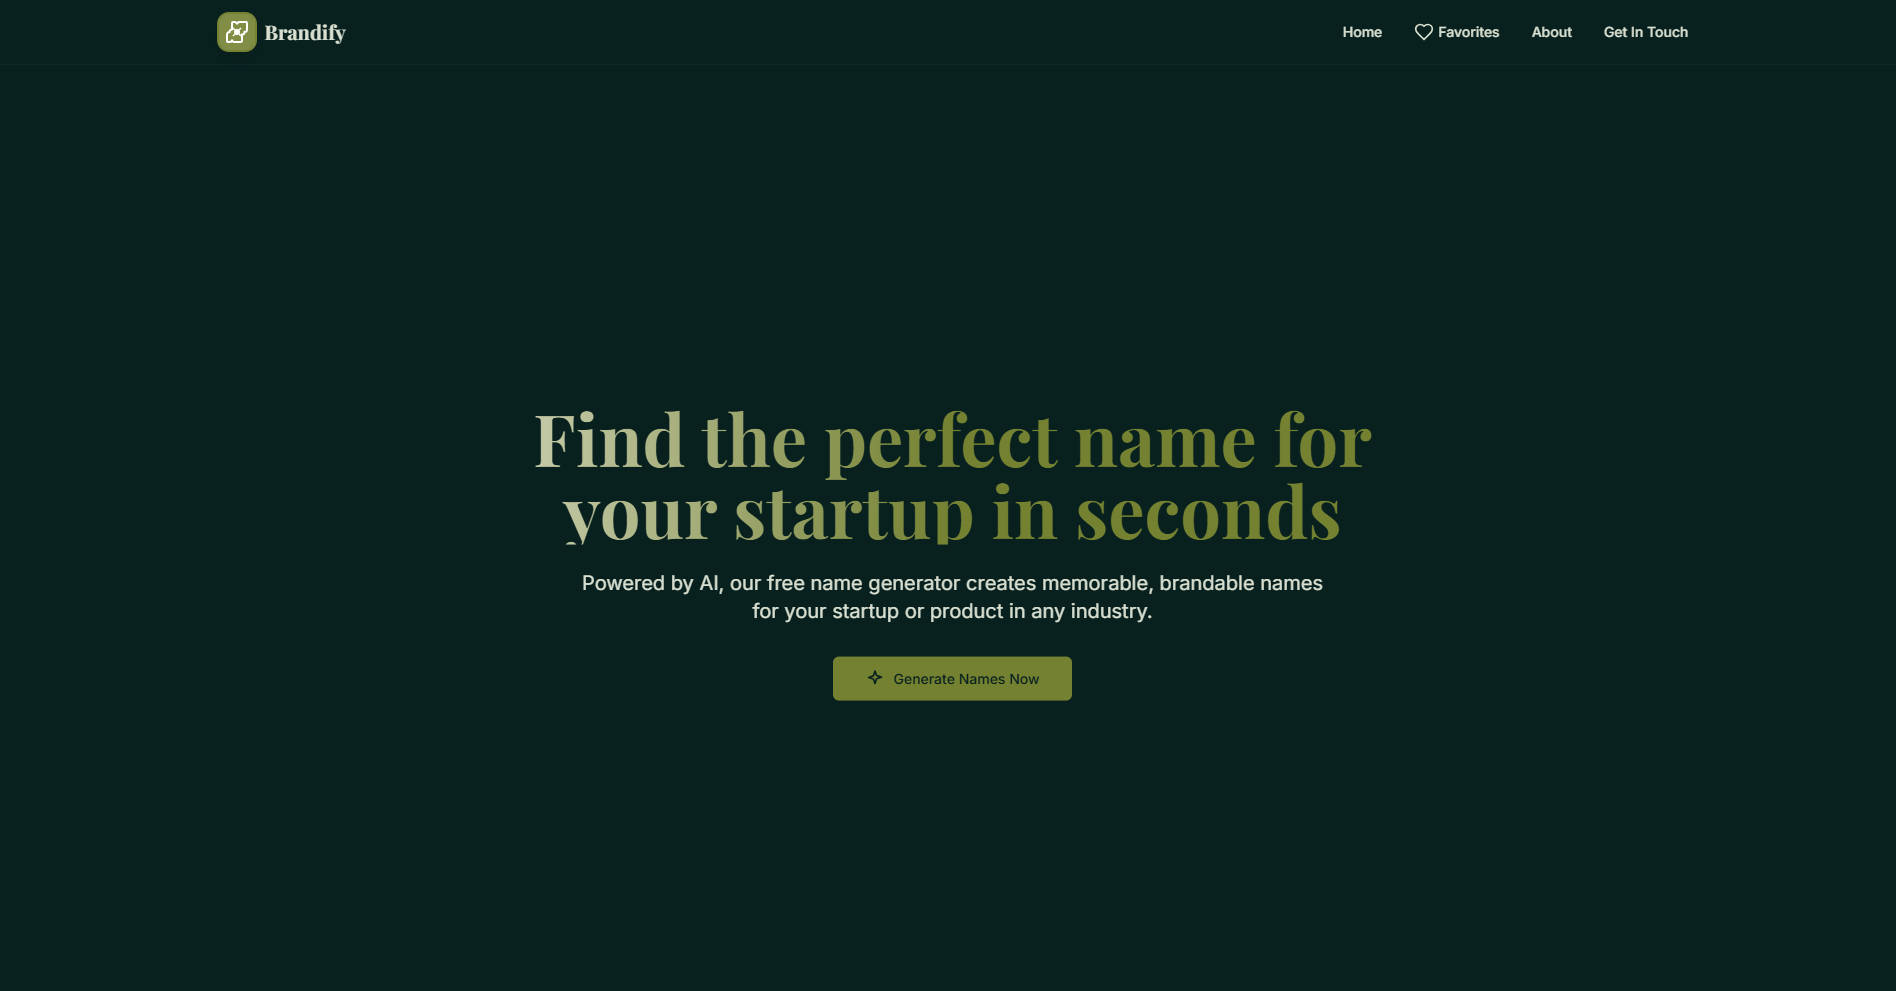 Brandify
Home
Favorites
About
Get In Touch
Find the perfect name for
your startup in seconds
Powered by AI, our free name generator creates memorable, brandable names
for your startup or product in any industry.
Generate Names Now